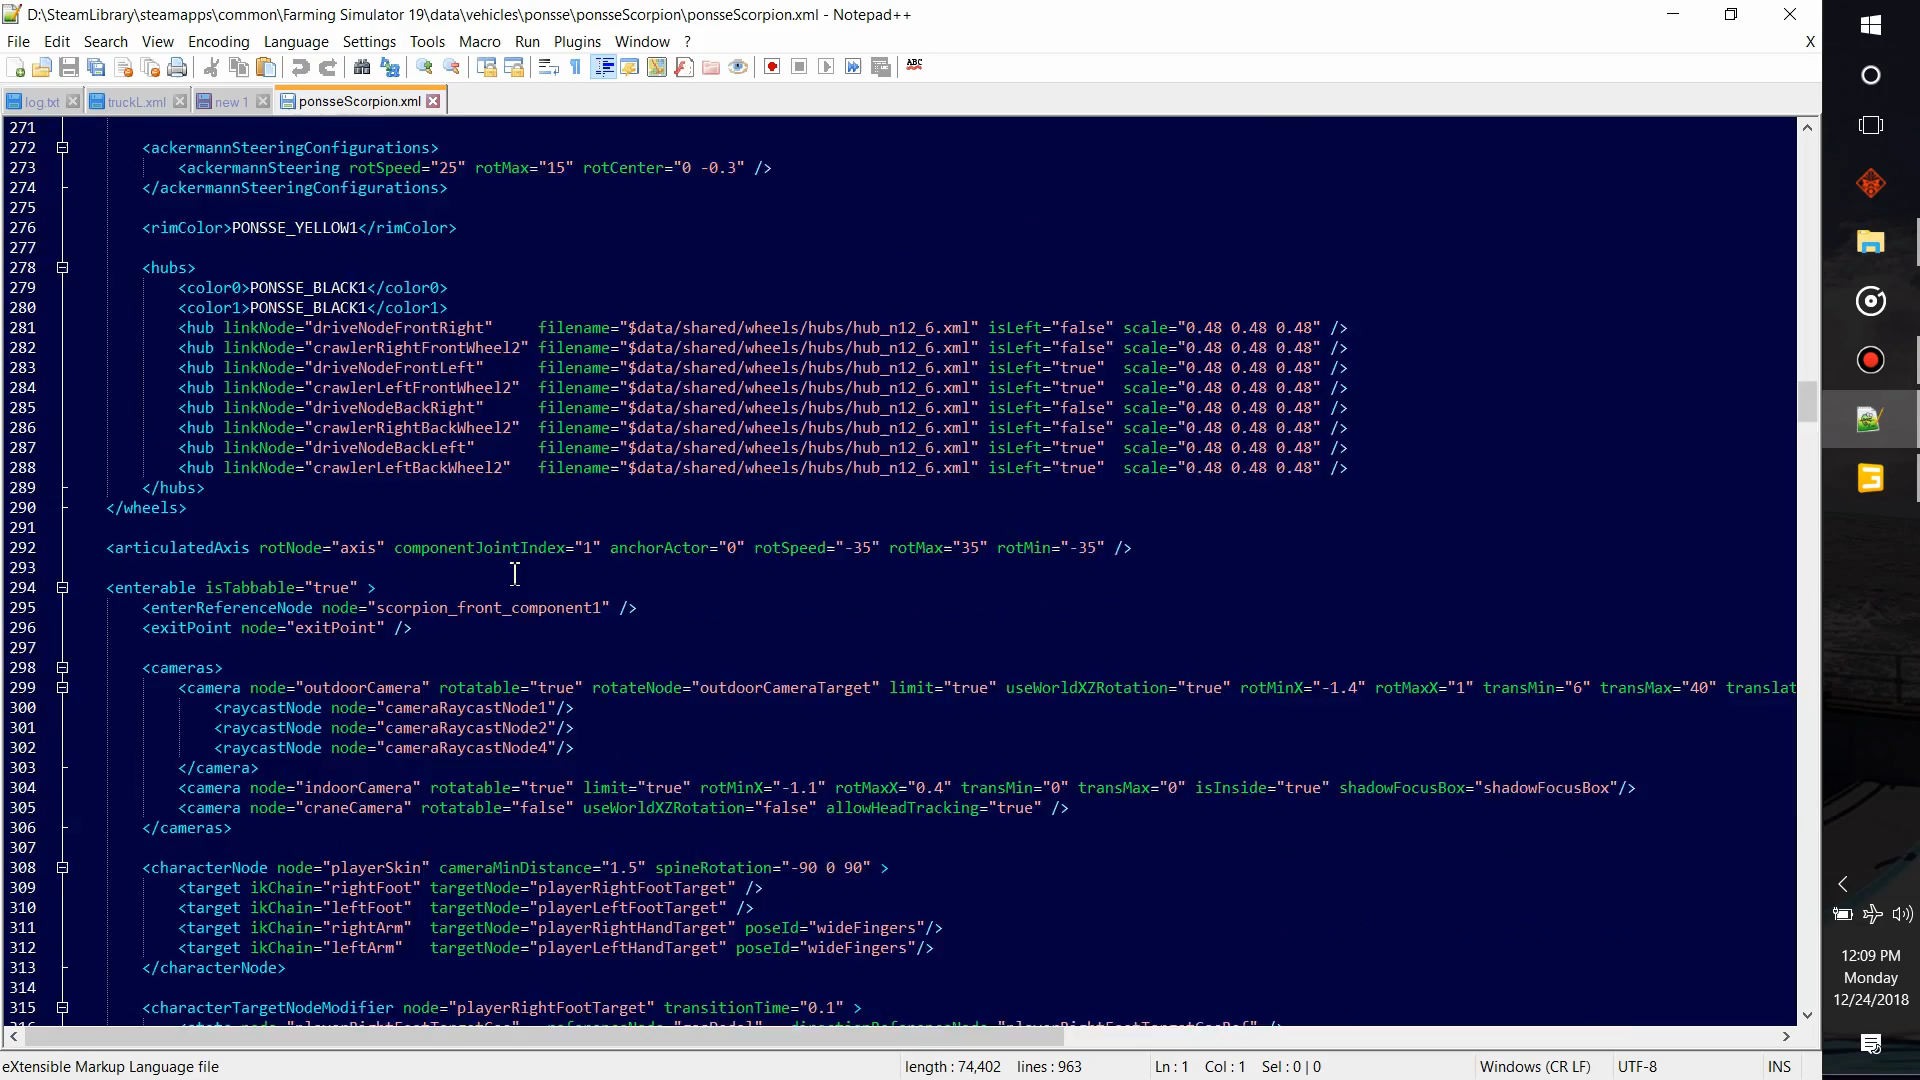 D:\SteamLibrary\steamapps\common\Farming Simulator 19\data\vehicles\ponsse\ponsseScorpion\ponsseScorpion.xml - Notepad++
File Edit Search View Encoding Language Settings Tools Macro Run Plugins Window ? X
ABC
log.txt truckL.xml new 1 ponsseScorpion.xml
271
272 <ackermannSteeringConfigurations>
273 <ackermannSteering rotSpeed="25" rotMax="15" rotCenter="0 -0.3" />
274 </ackermannSteeringConfigurations>
275
276 <rimColor>PONSSE_YELLOW1</rimColor>
277
278 <hubs>
279 <color0>PONSSE_BLACK1</color0>
280 <color1>PONSSE_BLACK1</color1>
281 <hub linkNode="driveNodeFrontRight" filename="$data/shared/wheels/hubs/hub_n12_6.xml" isLeft="false" scale="0.48 0.48 0.48" />
282 <hub linkNode="crawlerRightFrontWheel2" filename="$data/shared/wheels/hubs/hub_n12_6.xml" isLeft="false" scale="0.48 0.48 0.48" />
283 <hub linkNode="driveNodeFrontLeft" filename="$data/shared/wheels/hubs/hub_n12_6.xml" isLeft="true" scale="0.48 0.48 0.48" />
284 <hub linkNode="crawlerLeftFrontWheel2" filename="$data/shared/wheels/hubs/hub_n12_6.xml" isLeft="true" scale="0.48 0.48 0.48" />
285 <hub linkNode="driveNodeBackRight" filename="$data/shared/wheels/hubs/hub_n12_6.xml" isLeft="false" scale="0.48 0.48 0.48" />
286 <hub linkNode="crawlerRightBackWheel2" filename="$data/shared/wheels/hubs/hub_n12_6.xml" isLeft="false" scale="0.48 0.48 0.48" />
287 <hub linkNode="driveNodeBackLeft" filename="$data/shared/wheels/hubs/hub_n12_6.xml" isLeft="true" scale="0.48 0.48 0.48" />
288 <hub linkNode="crawlerLeftBackWheel2" filename="$data/shared/wheels/hubs/hub_n12_6.xml" isLeft="true" scale="0.48 0.48 0.48" />
289 </hubs>
290 </wheels>
291
292 <articulatedAxis rotNode="axis" componentJointIndex="1" anchorActor="0" rotSpeed="-35" rotMax="35" rotMin="-35" />
293
294 <enterable isTabbable="true" >
295 <enterReferenceNode node="scorpion_front_component1" />
296 <exitPoint node="exitPoint" />
297
298 <cameras>
299 <camera node="outdoorCamera" rotatable="true" rotateNode="outdoorCameraTarget" limit="true" useWorldXZRotation="true" rotMinX="-1.4" rotMaxX="1" transMin="6" transMax="40" translat
300 <raycastNode node="cameraRaycastNode1"/>
301 <raycastNode node="cameraRaycastNode2"/>
302 <raycastNode node="cameraRaycastNode4"/>
303 </camera>
304 <camera node="indoorCamera" rotatable="true" limit="true" rotMinX="-1.1" rotMaxX="0.4" transMin="0" transMax="0" isInside="true" shadowFocusBox="shadowFocusBox"/>
305 <camera node="craneCamera" rotatable="false" useWorldXZRotation="false" allowHeadTracking="true" />
306 </cameras>
307
308 <characterNode node="playerSkin" cameraMinDistance="1.5" spineRotation="-90 0 90" >
309 <target ikChain="rightFoot" targetNode="playerRightFootTarget" />
310 <target ikChain="leftFoot" targetNode="playerLeftFootTarget" />
311 <target ikChain="rightArm" targetNode="playerRightHandTarget" poseId="wideFingers"/>
312 <target ikChain="leftArm" targetNode="playerLeftHandTarget" poseId="wideFingers"/>
313 </characterNode>
314
315 <characterTargetNodeModifier node="playerRightFootTarget" transitionTime="0.1" >
eXtensible Markup Language file length : 74,402 lines : 963 Ln : 1 Col : 1 Sel : 0 | 0 Windows (CR LF) UTF-8 INS
12:09 PM
Monday
12/24/2018